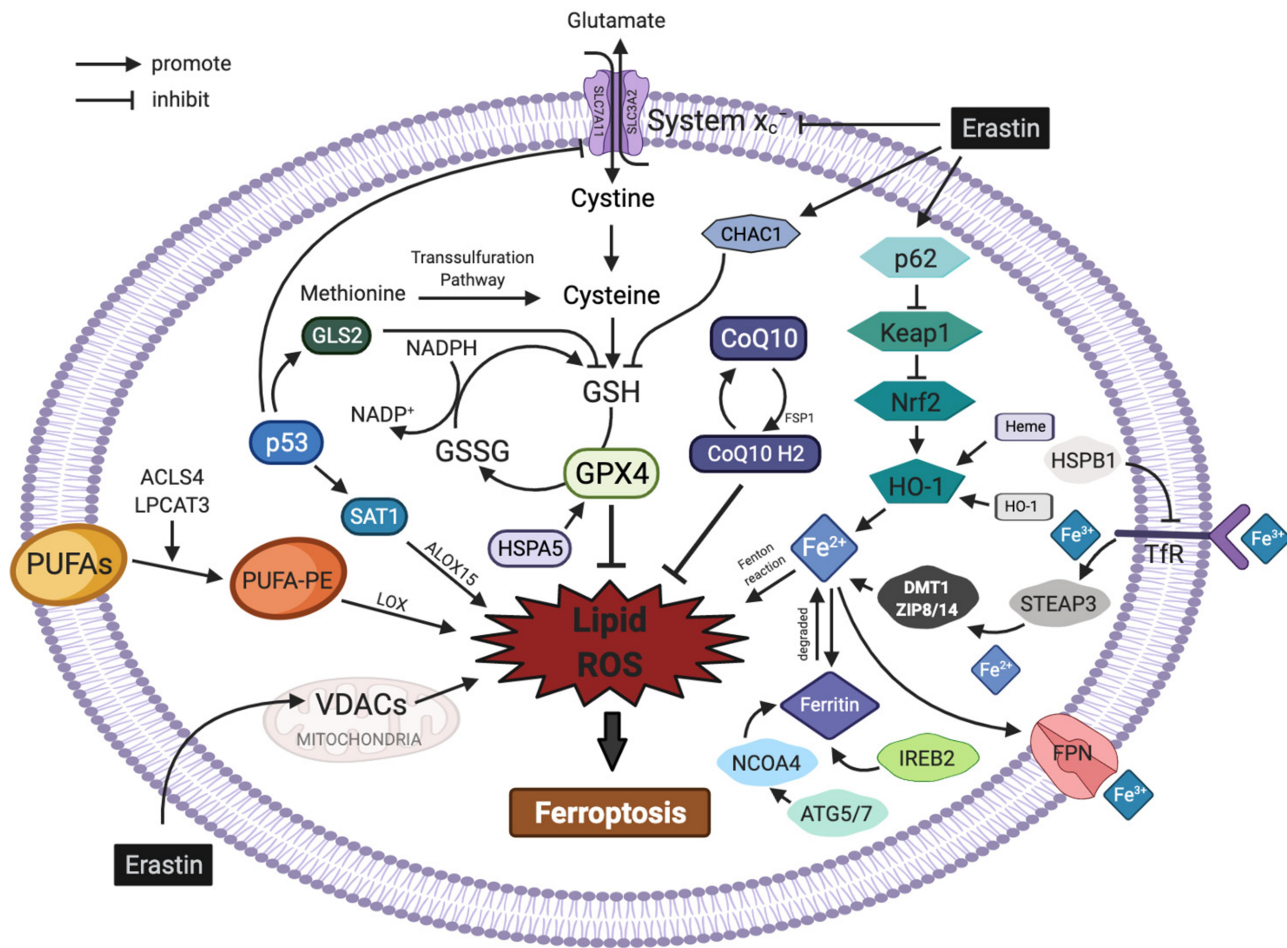 Glutamate
promote
inhibit
SLC7A11
SLC3A2
System x꜀⁻
Erastin
Cystine
CHAC1
p62
Transsulfuration
Pathway
Methionine
Cysteine
Keap1
GLS2
NADPH
CoQ10
GSH
Nrf2
NADP⁺
FSP1
Heme
p53
GSSG
CoQ10 H2
HSPB1
GPX4
ACLS4
LPCAT3
HO-1
HO-1
SAT1
HSPA5
Fe²⁺
Fe³⁺
Fe³⁺
TfR
PUFAs
PUFA-PE
ALOX15
LOX
Fenton
reaction
DMT1
ZIP8/14
STEAP3
Lipid
ROS
degraded
Fe²⁺
VDACs
MITOCHONDRIA
Ferritin
NCOA4
IREB2
FPN
Fe³⁺
Ferroptosis
ATG5/7
Erastin